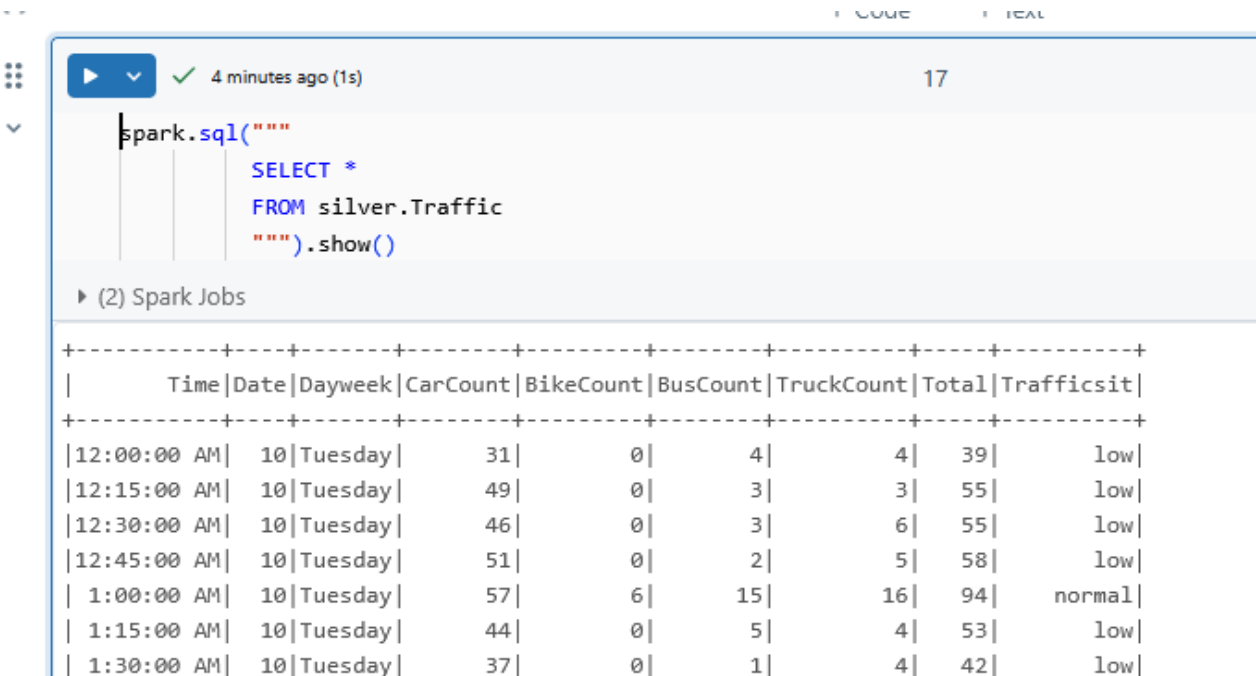 4 minutes ago (1s) 17
spark.sql("""
SELECT *
FROM silver.Traffic
""").show()
(2) Spark Jobs
+-----------+----+-------+--------+---------+--------+----------+-----+----------+
|       Time|Date|Dayweek|CarCount|BikeCount|BusCount|TruckCount|Total|Trafficsit|
+-----------+----+-------+--------+---------+--------+----------+-----+----------+
|12:00:00 AM|  10|Tuesday|      31|        0|       4|         4|   39|       low|
|12:15:00 AM|  10|Tuesday|      49|        0|       3|         3|   55|       low|
|12:30:00 AM|  10|Tuesday|      46|        0|       3|         6|   55|       low|
|12:45:00 AM|  10|Tuesday|      51|        0|       2|         5|   58|       low|
| 1:00:00 AM|  10|Tuesday|      57|        6|      15|        16|   94|    normal|
| 1:15:00 AM|  10|Tuesday|      44|        0|       5|         4|   53|       low|
| 1:30:00 AM|  10|Tuesday|      37|        0|       1|         4|   42|       low|